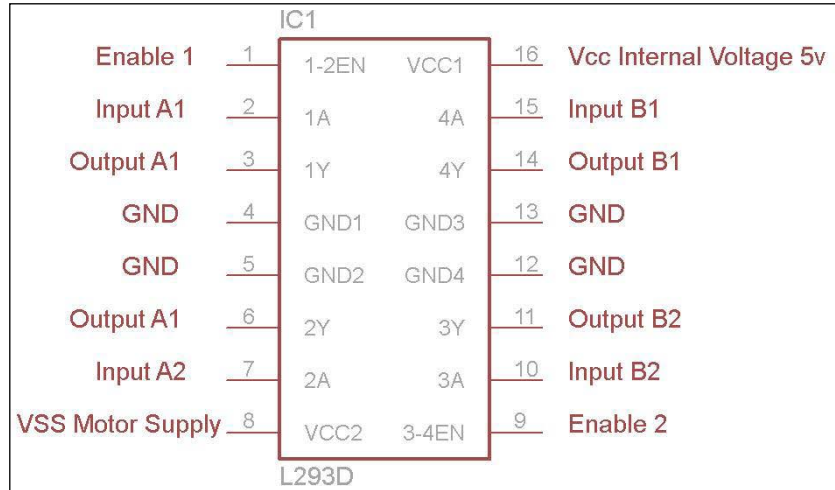 IC1
Enable 1 1 1-2EN VCC1 16 Vcc Internal Voltage 5v
Input A1 2 1A 4A 15 Input B1
Output A1 3 1Y 4Y 14 Output B1
GND 4 GND1 GND3 13 GND
GND 5 GND2 GND4 12 GND
Output A1 6 2Y 3Y 11 Output B2
Input A2 7 2A 3A 10 Input B2
VSS Motor Supply 8 VCC2 3-4EN 9 Enable 2
L293D